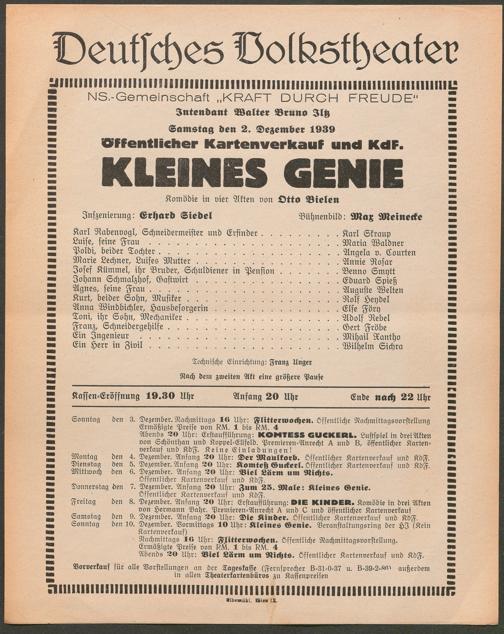 Deutsches Volkstheater
NS.-Gemeinschaft „KRAFT DURCH FREUDE"
Intendant Walter Bruno Iltz
Samstag den 2. Dezember 1939
Öffentlicher Kartenverkauf und KdF.
KLEINES GENIE
Komödie in vier Akten von Otto Bielen
Inszenierung: Erhard Siedel Bühnenbild: Max Meinecke
Karl Rabenvogl, Schneidermeister und Erfinder . . . Karl Skraup
Luise, seine Frau . . . Maria Waldner
Poldi, beider Tochter . . . Angela v. Courten
Marie Lechner, Luises Mutter . . . Annie Rosar
Josef Kümmel, ihr Bruder, Schuldiener in Pension . . . Benno Smytt
Johann Schmalzhof, Gastwirt . . . Eduard Spieß
Agnes, seine Frau . . . Auguste Welten
Kurt, beider Sohn, Musiker . . . Rolf Heydel
Anna Windbichler, Hausbesorgerin . . . Else Föry
Toni, ihr Sohn, Mechaniker . . . Adolf Rebel
Franz, Schneidergehilfe . . . Gert Fröbe
Ein Ingenieur . . . Mihail Xantho
Ein Herr in Zivil . . . Wilhelm Sichra
Technische Einrichtung: Franz Unger
Nach dem zweiten Akt eine größere Pause
Kassen-Eröffnung 19.30 Uhr Anfang 20 Uhr Ende nach 22 Uhr
Sonntag den 3. Dezember. Nachmittags 16 Uhr: Flitterwochen. Öffentliche Nachmittagsvorstellung
Ermäßigte Preise von RM. 1 bis RM. 4
Abends 20 Uhr: Erstaufführung: KOMTESS GUCKERL. Lustspiel in drei Akten
von Schönthan und Koppel-Ellfeld. Premieren-Anrecht A und B, öffentlicher Karten-
verkauf und KdF. Keine Einladungen!
Montag den 4. Dezember. Anfang 20 Uhr: Der Maulkorb. Öffentlicher Kartenverkauf und KdF.
Dienstag den 5. Dezember. Anfang 20 Uhr: Komteß Guckerl. Öffentlicher Kartenverkauf und KdF.
Mittwoch den 6. Dezember. Anfang 20 Uhr: Viel Lärm um Nichts.
Öffentlicher Kartenverkauf und KdF.
Donnerstag den 7. Dezember. Anfang 20 Uhr: Zum 25. Male: Kleines Genie.
Öffentlicher Kartenverkauf und KdF.
Freitag den 8. Dezember. Anfang 20 Uhr: Erstaufführung: DIE KINDER. Komödie in drei Akten
von Hermann Bahr. Premieren-Anrecht A und C und öffentlicher Kartenverkauf
Samstag den 9. Dezember. Anfang 20 Uhr: Die Kinder. Öffentlicher Kartenverkauf und KdF.
Sonntag den 10. Dezember. Vormittags 10 Uhr: Kleines Genie. Veranstaltungsring der HJ (Kein
Kartenverkauf)
Nachmittags 16 Uhr: Flitterwochen. Öffentliche Nachmittagsvorstellung.
Ermäßigte Preise von RM. 1 bis RM. 4
Abends 20 Uhr: Viel Lärm um Nichts. Öffentlicher Kartenverkauf und KdF.
Vorverkauf für alle Vorstellungen an der Tageskasse (Fernsprecher B-31-0-37 u. B-39-2-80) außerdem
in allen Theaterkartenbüros zu Kassenpreisen